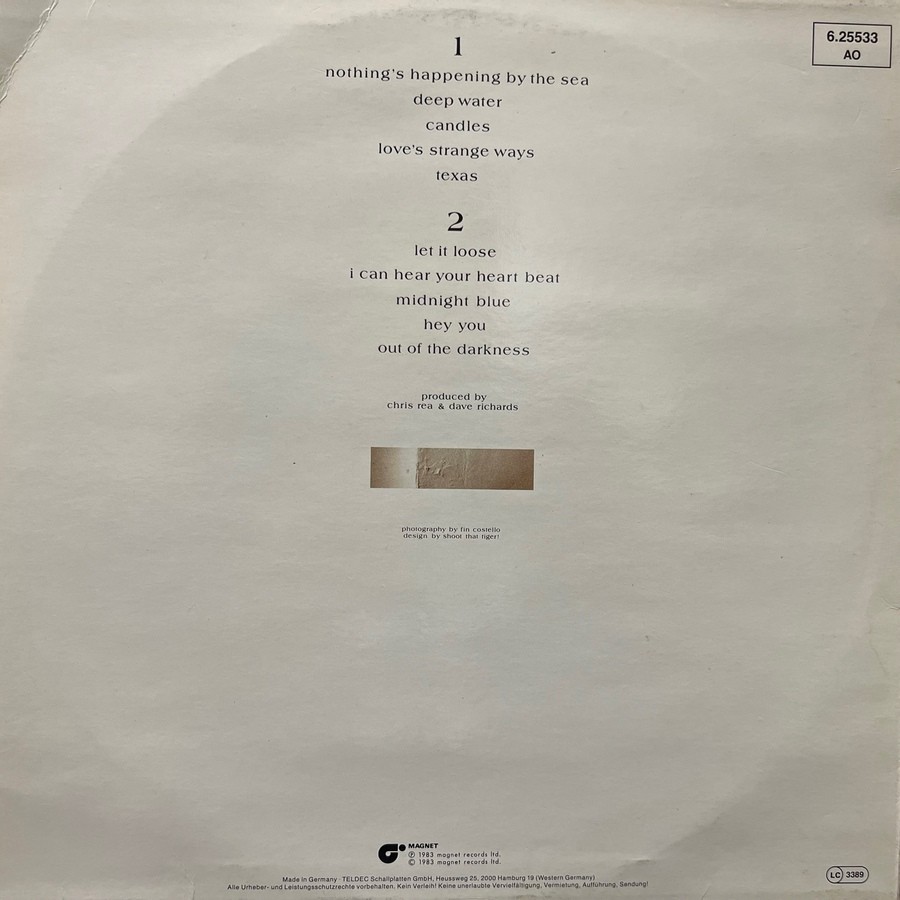 6.25533
AO
1
nothing's happening by the sea
deep water
candles
love's strange ways
texas
2
let it loose
i can hear your heart beat
midnight blue
hey you
out of the darkness
produced by
chris rea & dave richards
photography by fin costello
design by shoot that tiger!
MAGNET
℗ 1983 magnet records ltd.
© 1983 magnet records ltd.
Made in Germany · TELDEC Schallplatten GmbH, Heussweg 25, 2000 Hamburg 19 (Western Germany)
Alle Urheber- und Leistungsschutzrechte vorbehalten. Kein Verleih! Keine unerlaubte Vervielfältigung, Vermietung, Aufführung, Sendung!
LC 3389